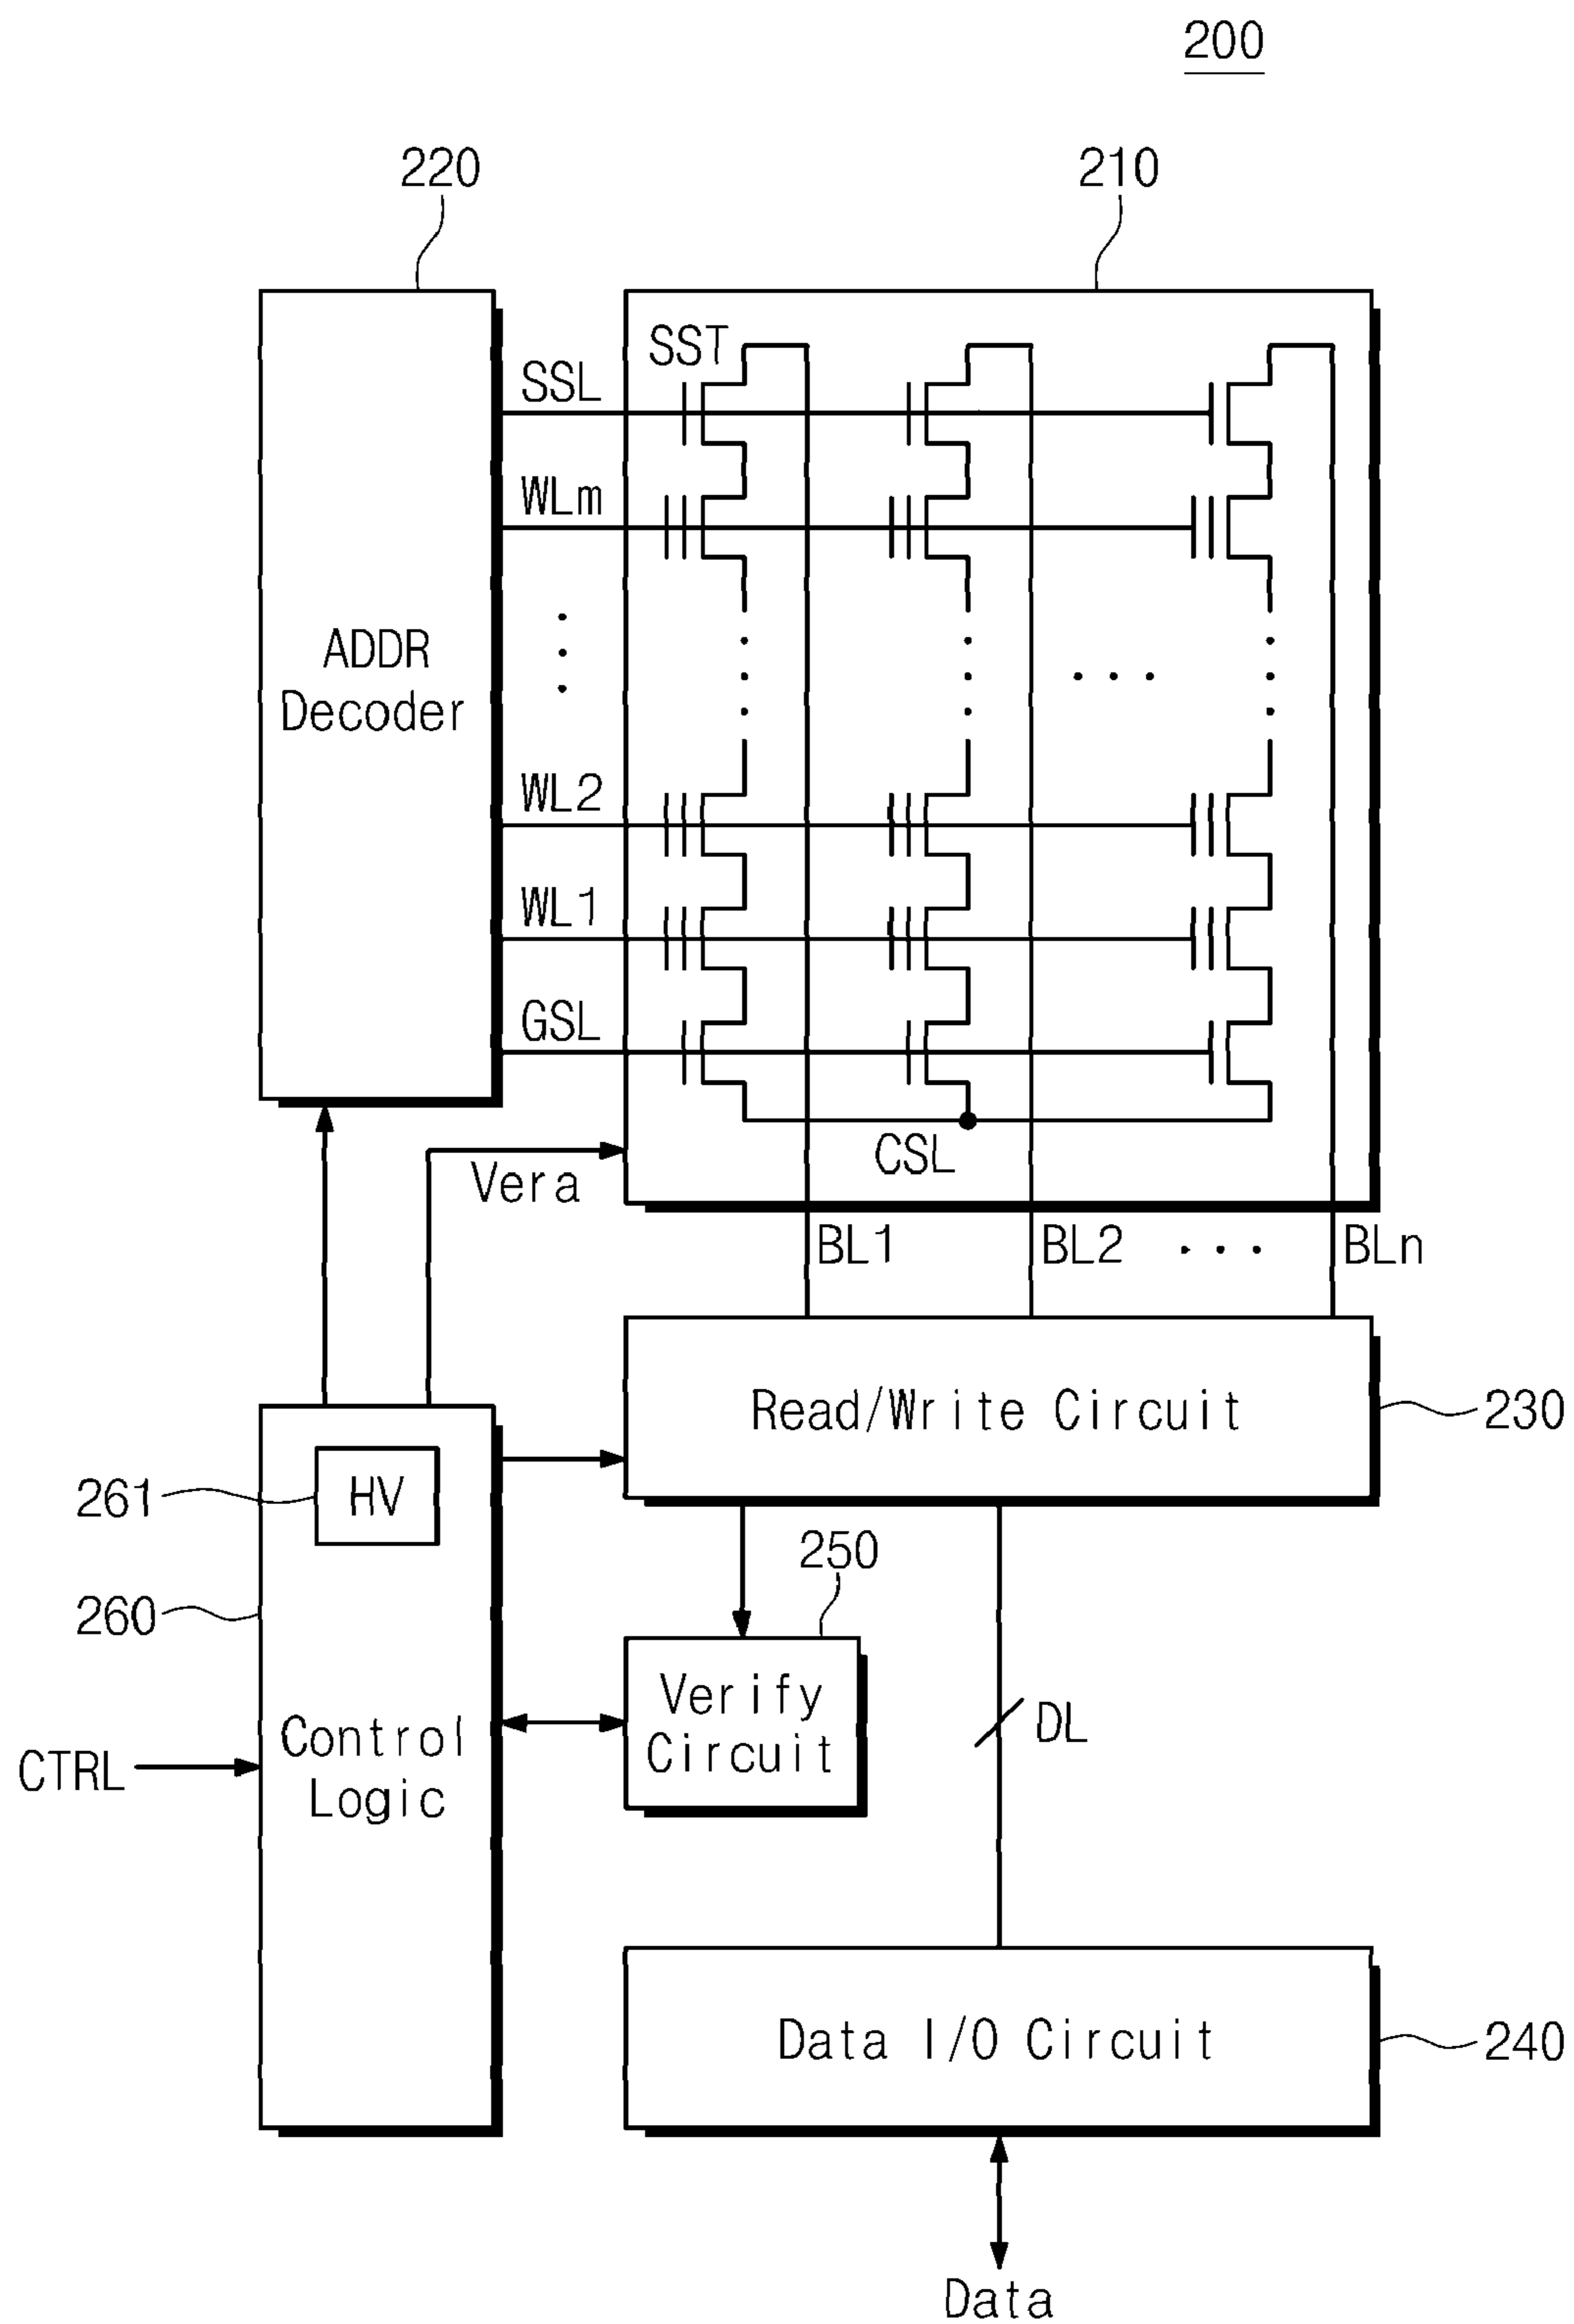 200
220
210
SST
SSL
WLm
ADDR
Decoder
WL2
WL1
GSL
CSL
Vera
BL1
BL2
BLn
Read/Write Circuit
230
261
HV
250
260
Verify
Circuit
Control
Logic
DL
CTRL
Data I/O Circuit
240
Data